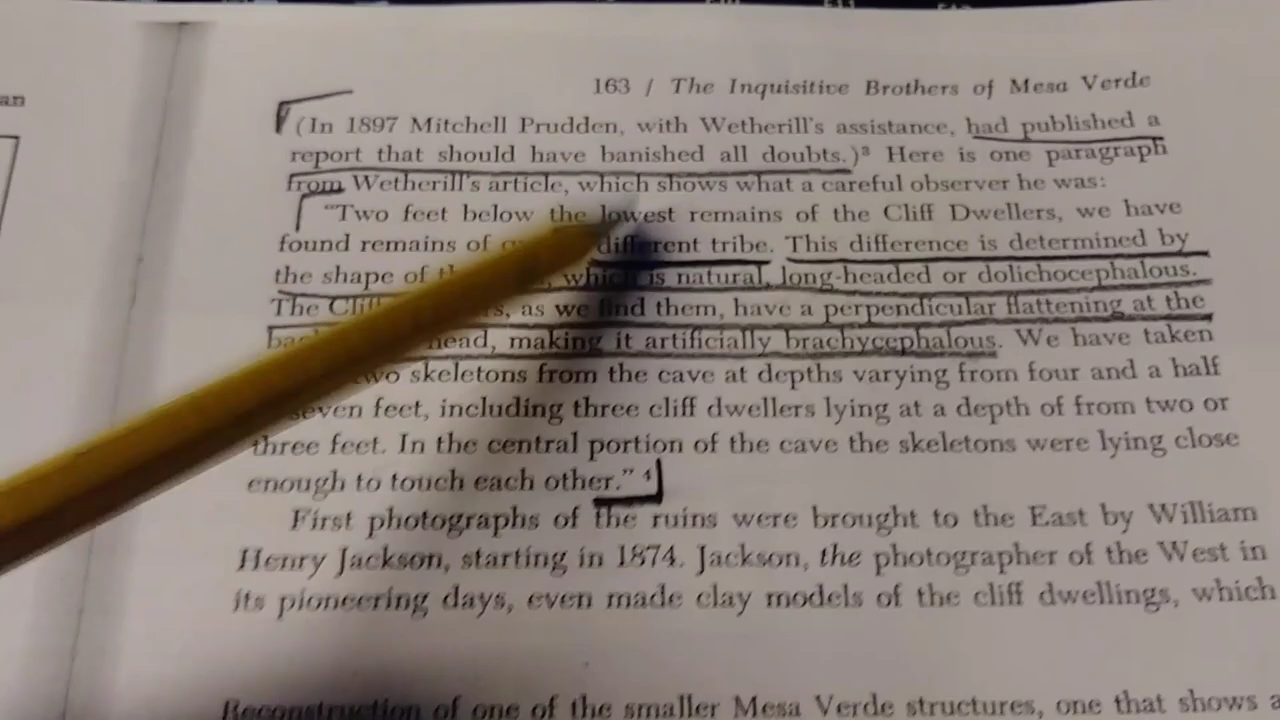 an
163 / The Inquisitive Brothers of Mesa Verde
(In 1897 Mitchell Prudden, with Wetherill's assistance, had published a
report that should have banished all doubts.)³ Here is one paragraph
from Wetherill's article, which shows what a careful observer he was:
"Two feet below the lowest remains of the Cliff Dwellers, we have
found remains of different tribe. This difference is determined by
the shape of which is natural, long-headed or dolichocephalous.
The Cliff as we find them, have a perpendicular flattening at the
head, making it artificially brachycephalous. We have taken
two skeletons from the cave at depths varying from four and a half
seven feet, including three cliff dwellers lying at a depth of from two or
three feet. In the central portion of the cave the skeletons were lying close
enough to touch each other." 4
First photographs of the ruins were brought to the East by William
Henry Jackson, starting in 1874. Jackson, the photographer of the West in
its pioneering days, even made clay models of the cliff dwellings, which
Reconstruction of one of the smaller Mesa Verde structures, one that shows a